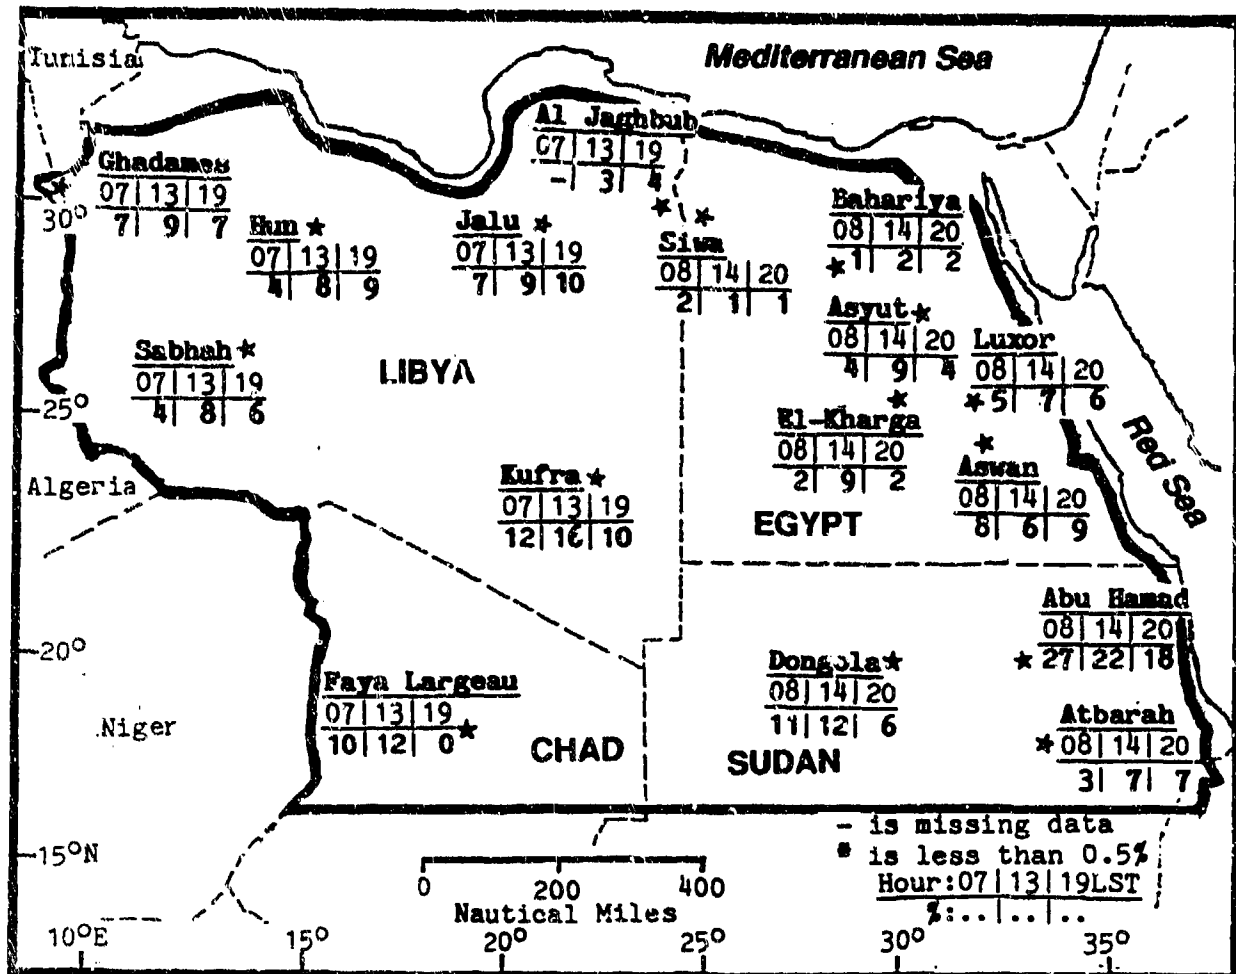 Tunisia
Mediterranean Sea
Al Jaghbub
07|13|19
-|3|4
Ghadames
07|13|19
7|9|7
30°
Hun ★
07|13|19
4|8|9
Jalu ★
07|13|19
7|9|10
Siwa
08|14|20
2|1|1
Bahariya
08|14|20
1|2|2
Asyut ★
08|14|20
4|9|4
Luxor
08|14|20
5|7|6
Sabhah ★
07|13|19
4|8|6
LIBYA
25°
El-Kharga
08|14|20
2|9|2
Aswan
08|14|20
8|6|9
Red Sea
Algeria
Kufra ★
07|13|19
12|16|10
EGYPT
Abu Hamad
08|14|20
27|22|18
20°
Dongola ★
08|14|20
11|12|6
Faya Largeau
07|13|19
10|12|0
Niger
CHAD
SUDAN
Atbarah
08|14|20
3|7|7
- is missing data
* is less than 0.5%
15°N
Hour:07|13|19LST
%:..|..|..
0 200 400
Nautical Miles
10°E 15° 20° 25° 30° 35°